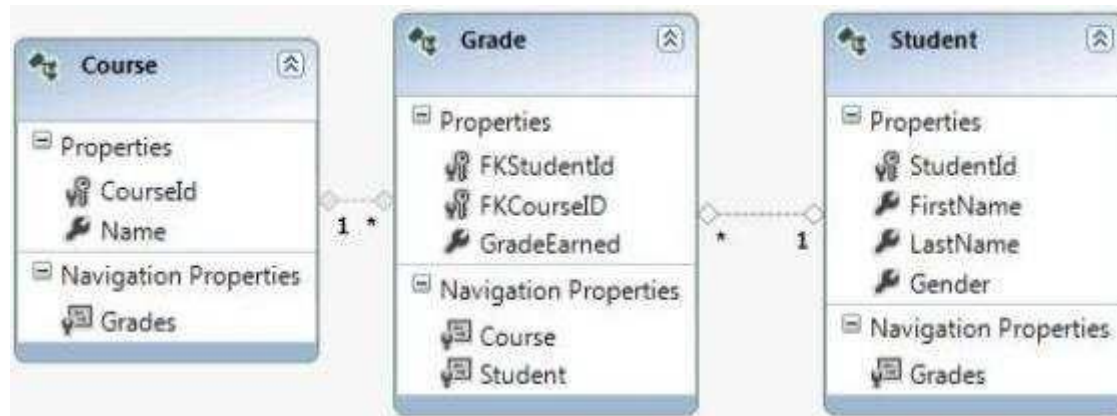 Course
Properties
CourseId
Name
Navigation Properties
Grades
1 *
Grade
Properties
FKStudentId
FKCourseID
GradeEarned
Navigation Properties
Course
Student
* 1
Student
Properties
StudentId
FirstName
LastName
Gender
Navigation Properties
Grades